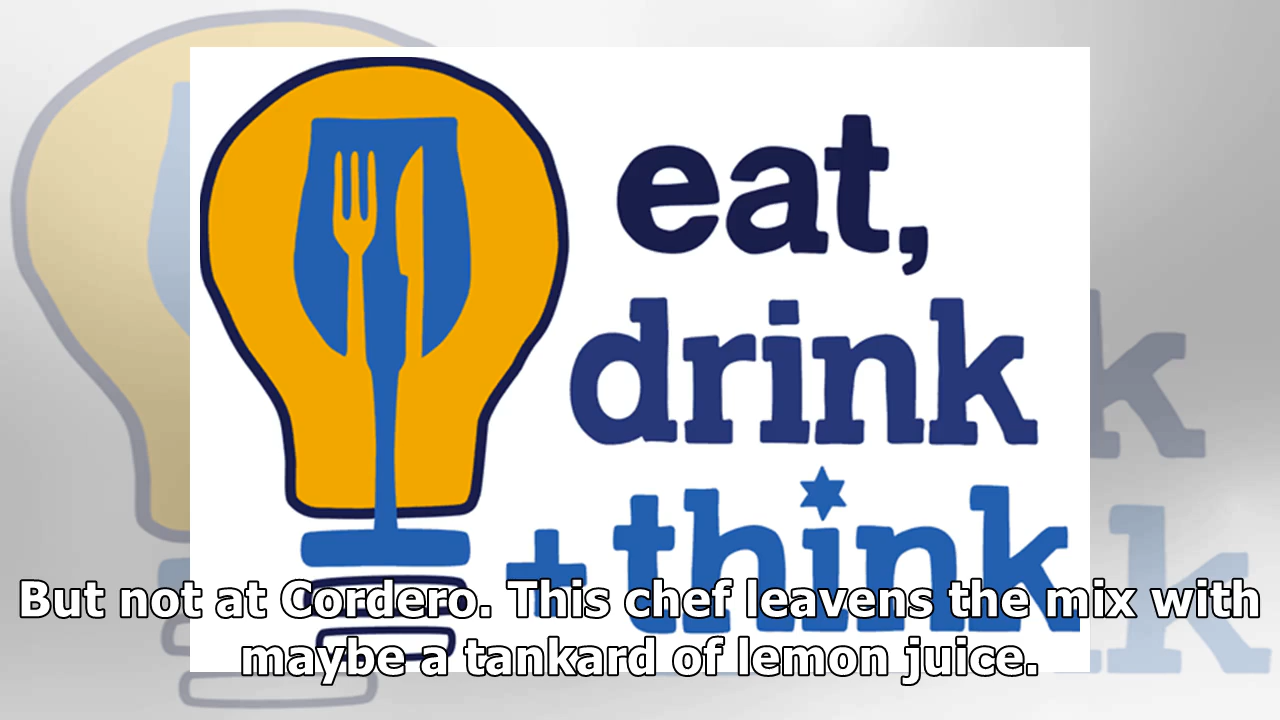 eat,
drink
+think
But not at Cordero. This chef leavens the mix with
maybe a tankard of lemon juice.